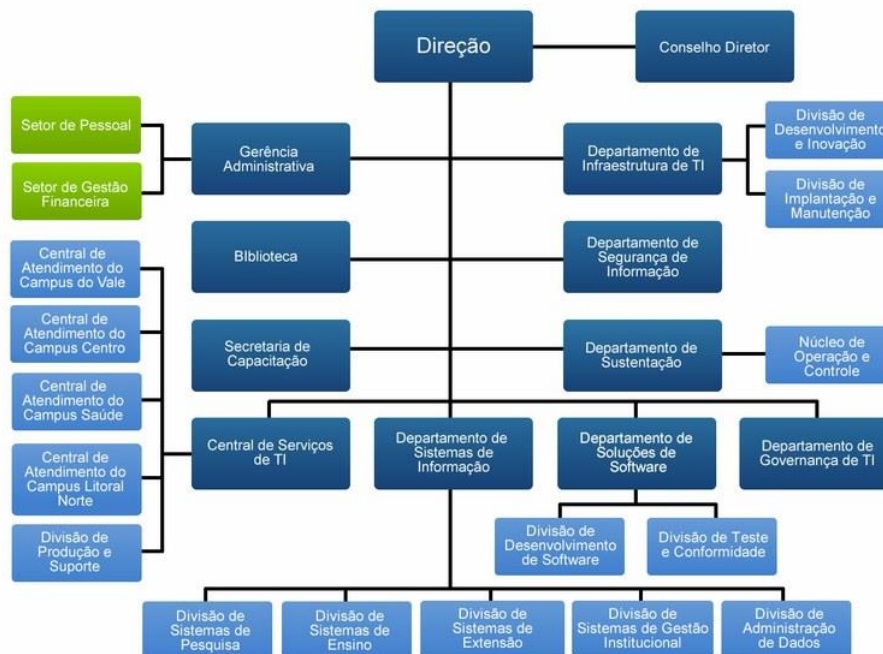 Direção
Conselho Diretor
Setor de Pessoal
Setor de Gestão
Financeira
Gerência
Administrativa
Departamento de
Infraestrutura de TI
Divisão de
Desenvolvimento
e Inovação
Divisão de
Implantação e
Manutenção
BIblioteca
Departamento de
Segurança de
Informação
Central de
Atendimento do
Campus do Vale
Central de
Atendimento do
Campus Centro
Central de
Atendimento do
Campus Saúde
Central de
Atendimento do
Campus Litoral
Norte
Divisão de
Produção e
Suporte
Secretaria de
Capacitação
Departamento de
Sustentação
Núcleo de
Operação e
Controle
Central de Serviços
de TI
Departamento de
Sistemas de
Informação
Departamento de
Soluções de
Software
Departamento de
Governança de TI
Divisão de
Desenvolvimento
de Software
Divisão de Teste
e Conformidade
Divisão de
Sistemas de
Pesquisa
Divisão de
Sistemas de
Ensino
Divisão de
Sistemas de
Extensão
Divisão de
Sistemas de Gestão
Institucional
Divisão de
Administração
de Dados